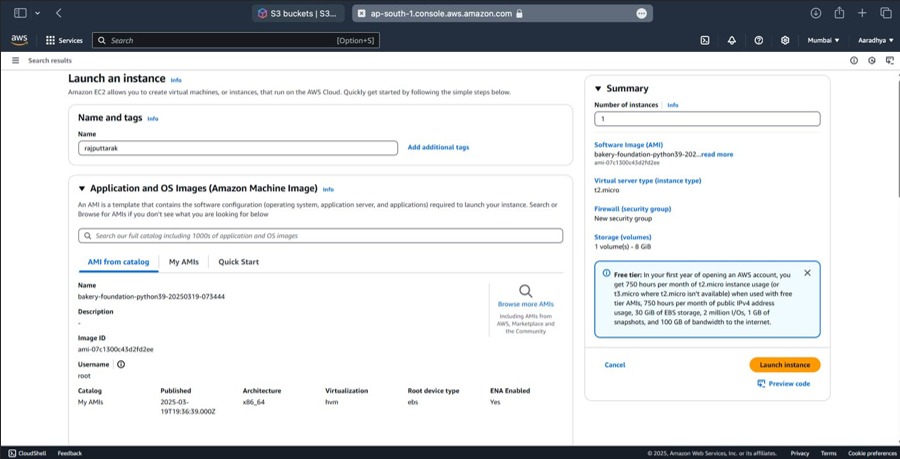 S3 buckets | S3...
ap-south-1.console.aws.amazon.com
aws
Services
Search
[Option+S]
Mumbai
Aaradhya
Search results
Launch an instance Info
Amazon EC2 allows you to create virtual machines, or instances, that run on the AWS Cloud. Quickly get started by following the simple steps below.
Name and tags Info
Name
rajputtarak
Add additional tags
Application and OS Images (Amazon Machine Image) Info
An AMI is a template that contains the software configuration (operating system, application server, and applications) required to launch your instance. Search or
Browse for AMIs if you don't see what you are looking for below
Search our full catalog including 1000s of application and OS images
AMI from catalog
My AMIs
Quick Start
Name
bakery-foundation-python39-20250319-073444
Description
-
Image ID
ami-07c1300c43d2fd2ee
Username
root
Browse more AMIs
Including AMIs from
AWS, Marketplace and
the Community
Catalog Published Architecture Virtualization Root device type ENA Enabled
My AMIs 2025-03- x86_64 hvm ebs Yes
19T19:36:39.000Z
Summary
Number of instances Info
1
Software Image (AMI)
bakery-foundation-python39-202...read more
ami-07c1300c43d2fd2ee
Virtual server type (instance type)
t2.micro
Firewall (security group)
New security group
Storage (volumes)
1 volume(s) - 8 GiB
Free tier: In your first year of opening an AWS account, you
get 750 hours per month of t2.micro instance usage (or
t3.micro where t2.micro isn't available) when used with free
tier AMIs, 750 hours per month of public IPv4 address
usage, 30 GiB of EBS storage, 2 million I/Os, 1 GB of
snapshots, and 100 GB of bandwidth to the internet.
Cancel
Launch instance
Preview code
CloudShell
Feedback
© 2025, Amazon Web Services, Inc. or its affiliates.
Privacy
Terms
Cookie preferences